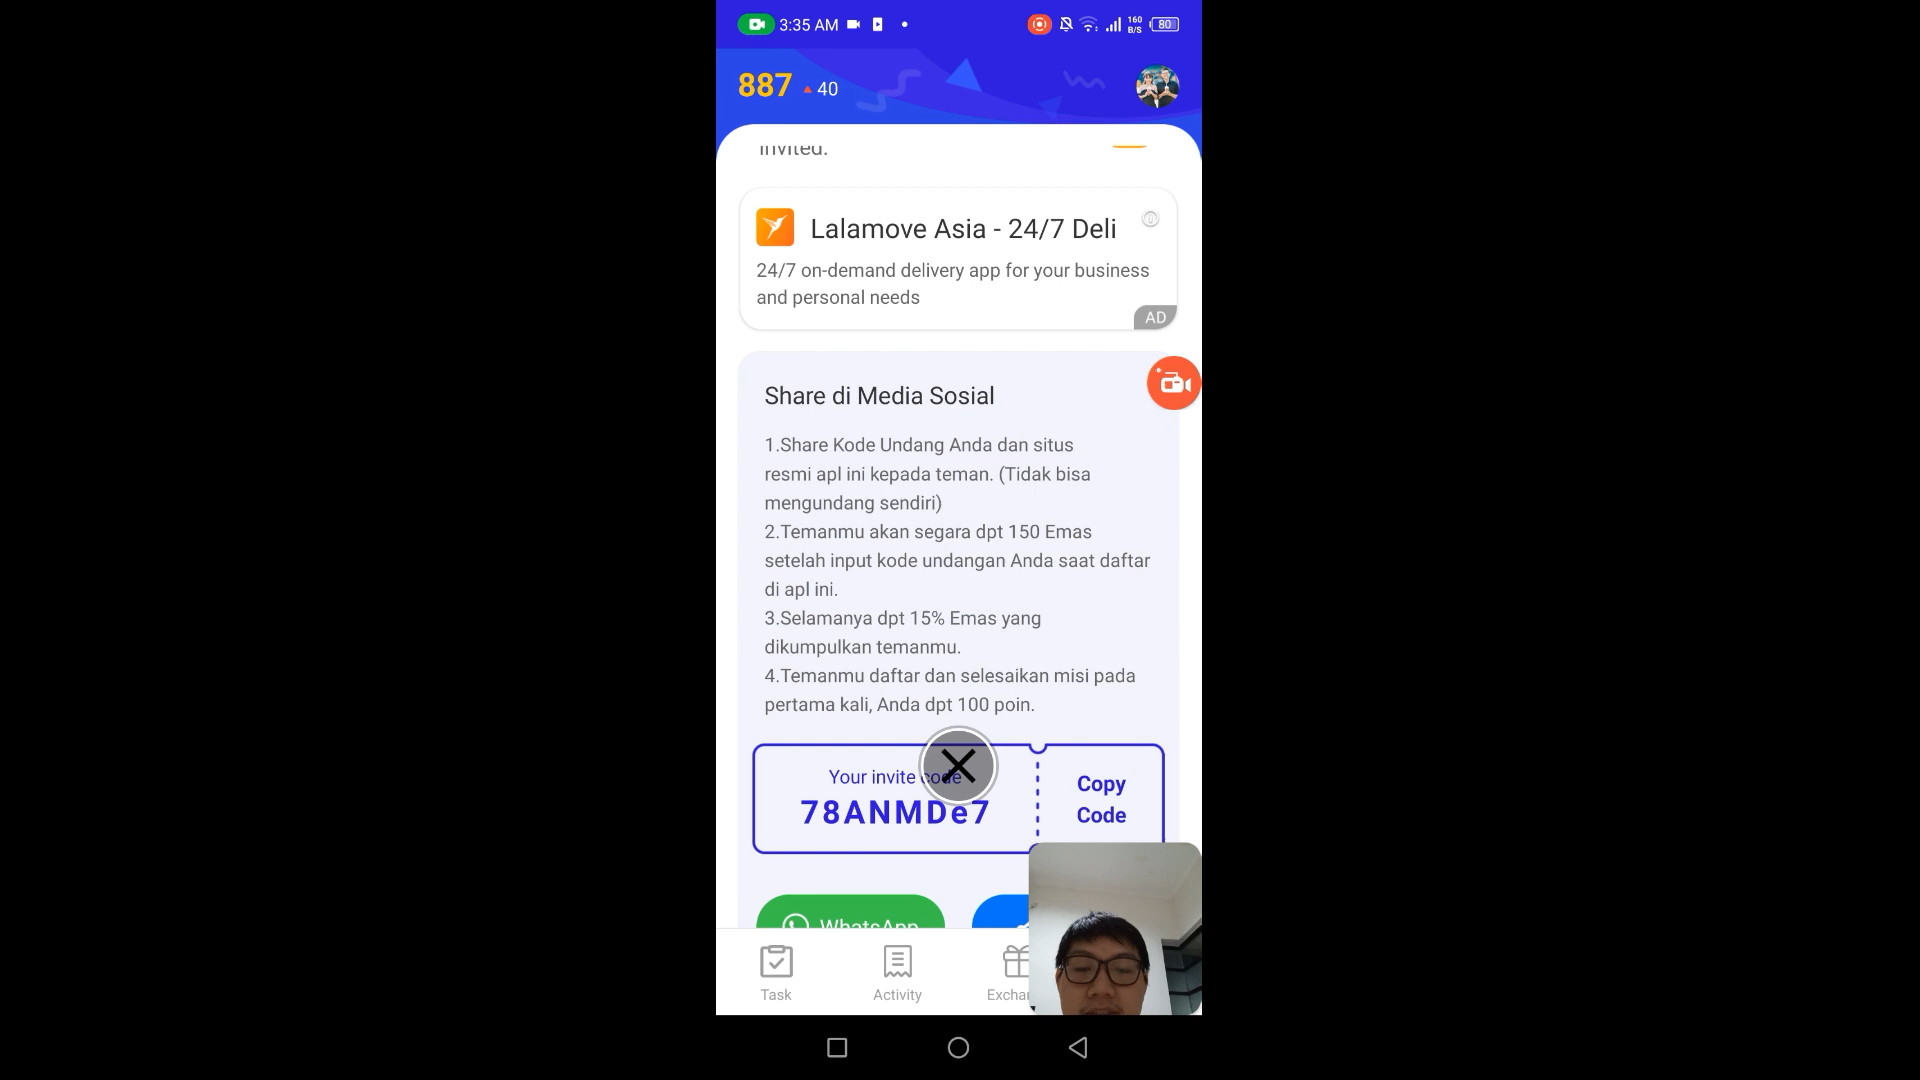 3:35 AM
160
B/S
80
887
40
invited.
Lalamove Asia - 24/7 Deli
24/7 on-demand delivery app for your business
and personal needs
AD
Share di Media Sosial
1.Share Kode Undang Anda dan situs
resmi apl ini kepada teman. (Tidak bisa
mengundang sendiri)
2.Temanmu akan segara dpt 150 Emas
setelah input kode undangan Anda saat daftar
di apl ini.
3.Selamanya dpt 15% Emas yang
dikumpulkan temanmu.
4.Temanmu daftar dan selesaikan misi pada
pertama kali, Anda dpt 100 poin.
Your invite code
78ANMDe7
Copy
Code
WhatsApp
Task
Activity
Exchan